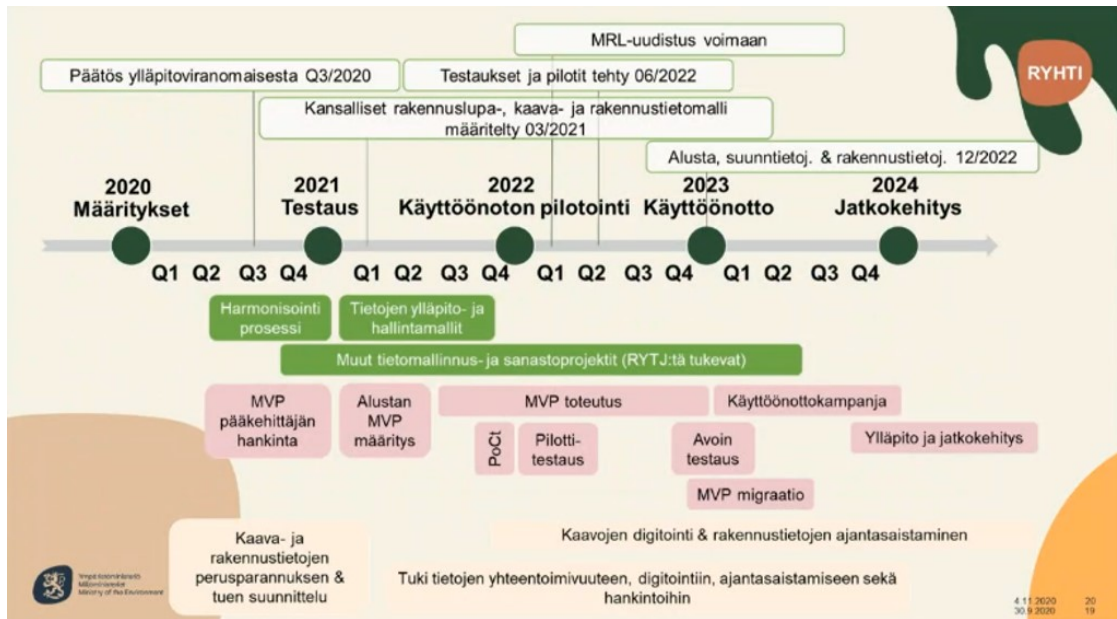 MRL-uudistus voimaan
RYHTI
Päätös ylläpitoviranomaisesta Q3/2020
Testaukset ja pilotit tehty 06/2022
Kansalliset rakennuslupa-, kaava- ja rakennustietomalli
määritelty 03/2021
Alusta, suunntietoj. & rakennustietoj. 12/2022
2020
Määritykset
2021
Testaus
2022
Käyttöönoton pilotointi
2023
Käyttöönotto
2024
Jatkokehitys
Q1 Q2 Q3 Q4 Q1 Q2 Q3 Q4 Q1 Q2 Q3 Q4 Q1 Q2 Q3 Q4
Harmonisointi
prosessi
Tietojen ylläpito- ja
hallintamallit
Muut tietomallinnus- ja sanastoprojektit (RYTJ:tä tukevat)
MVP
pääkehittäjän
hankinta
Alustan
MVP
määritys
MVP toteutus
Käyttöönottokampanja
PoCt
Pilotti-
testaus
Avoin
testaus
Ylläpito ja jatkokehitys
MVP migraatio
Kaava- ja
rakennustietojen
perusparannuksen &
tuen suunnittelu
Kaavojen digitointi & rakennustietojen ajantasaistaminen
Tuki tietojen yhteentoimivuuteen, digitointiin, ajantasaistamiseen sekä
hankintoihin
Ympäristöministeriö
Miljöministeriet
Ministry of the Environment
4.11.2020 20
30.9.2020 19